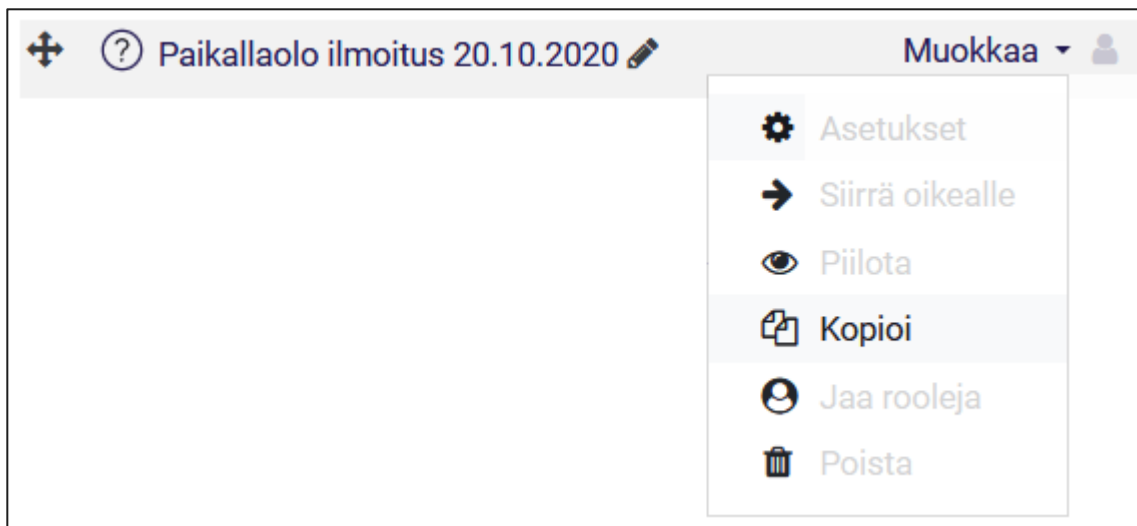 Paikallaolo ilmoitus 20.10.2020 Muokkaa
Asetukset
Siirrä oikealle
Piilota
Kopioi
Jaa rooleja
Poista